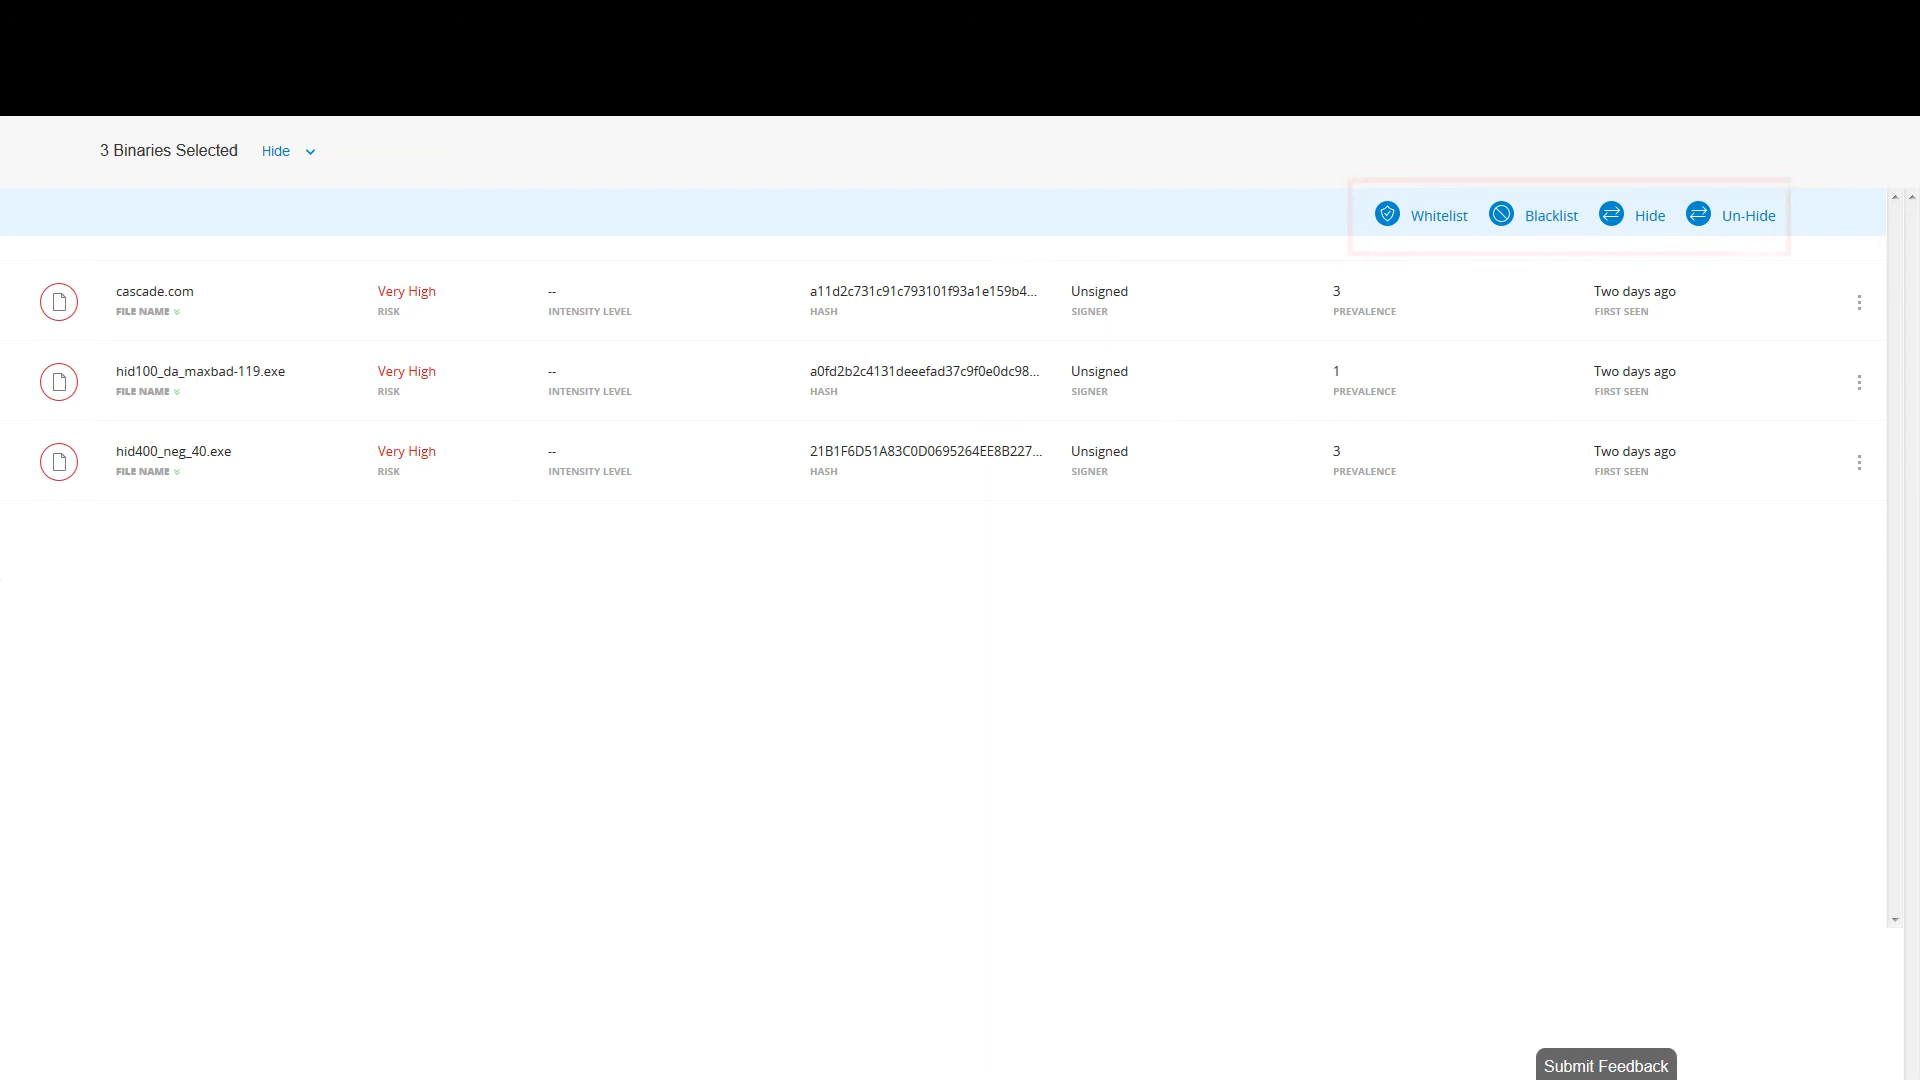 3 Binaries Selected Hide
Whitelist Blacklist Hide Un-Hide
cascade.com Very High -- a11d2c731c91c793101f93a1e159b4... Unsigned 3 Two days ago
FILE NAME RISK INTENSITY LEVEL HASH SIGNER PREVALENCE FIRST SEEN
hid100_da_maxbad-119.exe Very High -- a0fd2b2c4131deeefad37c9f0e0dc98... Unsigned 1 Two days ago
FILE NAME RISK INTENSITY LEVEL HASH SIGNER PREVALENCE FIRST SEEN
hid400_neg_40.exe Very High -- 21B1F6D51A83C0D0695264EE8B227... Unsigned 3 Two days ago
FILE NAME RISK INTENSITY LEVEL HASH SIGNER PREVALENCE FIRST SEEN
Submit Feedback